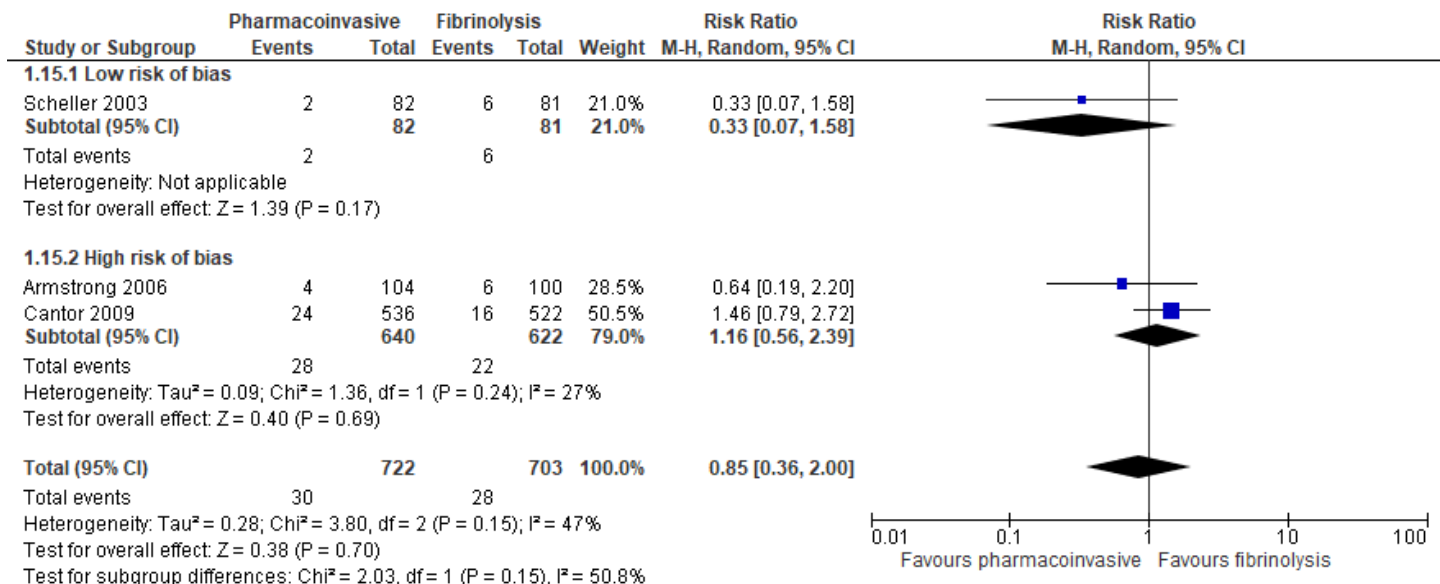 Pharmacoinvasive Fibrinolysis Risk Ratio Risk Ratio
Study or Subgroup Events Total Events Total Weight M-H, Random, 95% CI M-H, Random, 95% CI
1.15.1 Low risk of bias
Scheller 2003 2 82 6 81 21.0% 0.33 [0.07, 1.58]
Subtotal (95% CI) 82 81 21.0% 0.33 [0.07, 1.58]
Total events 2 6
Heterogeneity: Not applicable
Test for overall effect: Z = 1.39 (P = 0.17)
1.15.2 High risk of bias
Armstrong 2006 4 104 6 100 28.5% 0.64 [0.19, 2.20]
Cantor 2009 24 536 16 522 50.5% 1.46 [0.79, 2.72]
Subtotal (95% CI) 640 622 79.0% 1.16 [0.56, 2.39]
Total events 28 22
Heterogeneity: Tau² = 0.09; Chi² = 1.36, df = 1 (P = 0.24); I² = 27%
Test for overall effect: Z = 0.40 (P = 0.69)
Total (95% CI) 722 703 100.0% 0.85 [0.36, 2.00]
Total events 30 28
Heterogeneity: Tau² = 0.28; Chi² = 3.80, df = 2 (P = 0.15); I² = 47%
Test for overall effect: Z = 0.38 (P = 0.70)
Test for subgroup differences: Chi² = 2.03, df = 1 (P = 0.15), I² = 50.8%
0.01 0.1 1 10 100
Favours pharmacoinvasive Favours fibrinolysis